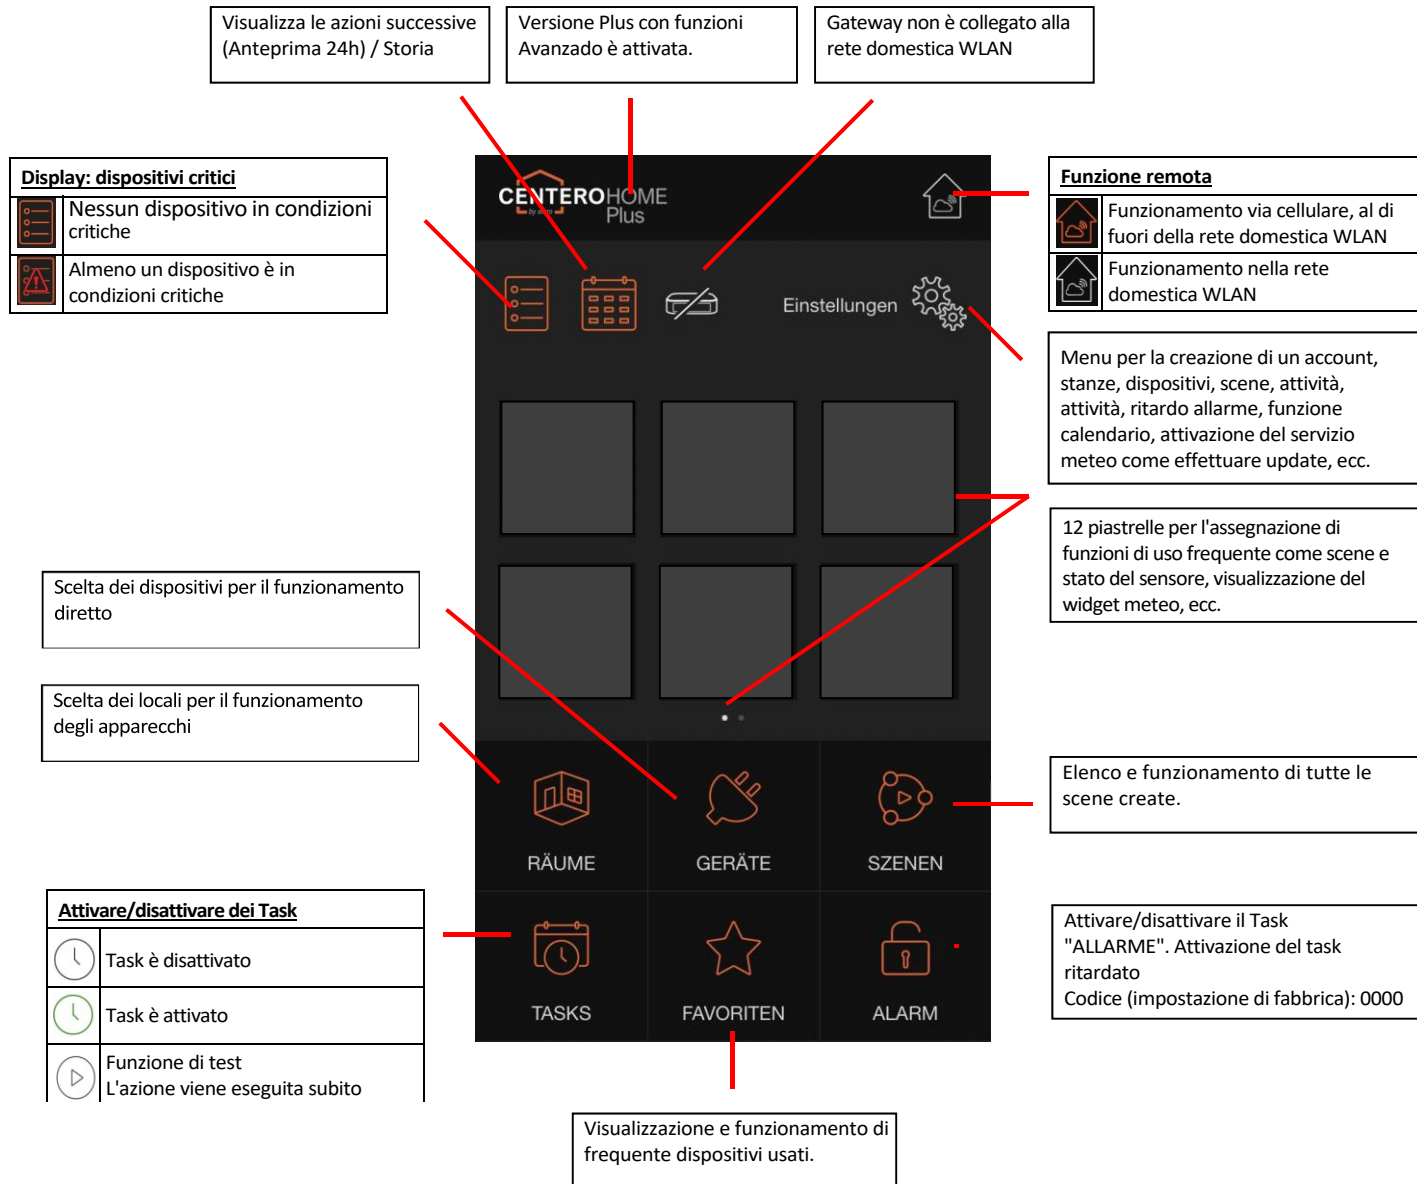 Visualizza le azioni successive
(Anteprima 24h) / Storia
Versione Plus con funzioni
Avanzado è attivata.
Gateway non è collegato alla
rete domestica WLAN
Display: dispositivi critici
Nessun dispositivo in condizioni
critiche
Almeno un dispositivo è in
condizioni critiche
CENTEROHOME
Plus
Einstellungen
Funzione remota
Funzionamento via cellulare, al di
fuori della rete domestica WLAN
Funzionamento nella rete
domestica WLAN
Menu per la creazione di un account,
stanze, dispositivi, scene, attività,
attività, ritardo allarme, funzione
calendario, attivazione del servizio
meteo come effettuare update, ecc.
12 piastrelle per l'assegnazione di
funzioni di uso frequente come scene e
stato del sensore, visualizzazione del
widget meteo, ecc.
Scelta dei dispositivi per il funzionamento
diretto
Scelta dei locali per il funzionamento
degli apparecchi
RÄUME
GERÄTE
SZENEN
Elenco e funzionamento di tutte le
scene create.
Attivare/disattivare dei Task
Task è disattivato
Task è attivato
Funzione di test
L'azione viene eseguita subito
TASKS
FAVORITEN
ALARM
Attivare/disattivare il Task
"ALLARME". Attivazione del task
ritardato
Codice (impostazione di fabbrica): 0000
Visualizzazione e funzionamento di
frequente dispositivi usati.